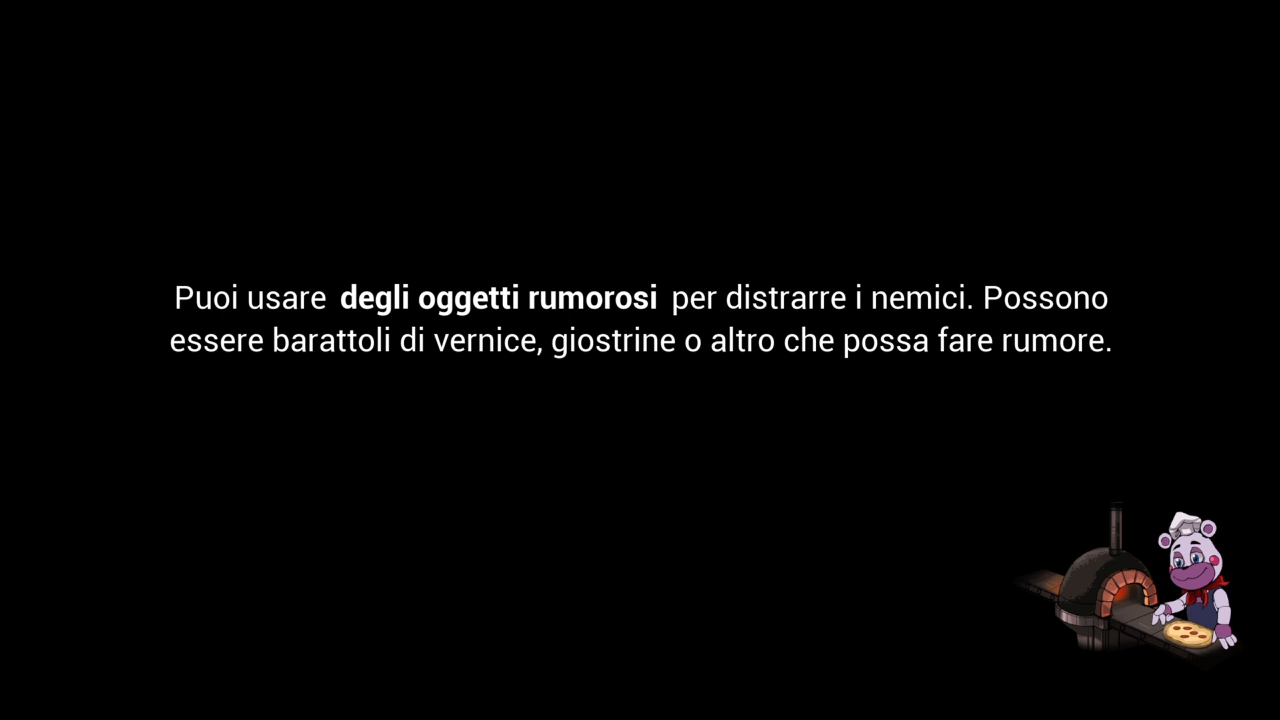 Puoi usare degli oggetti rumorosi per distrarre i nemici. Possono
essere barattoli di vernice, giostrine o altro che possa fare rumore.